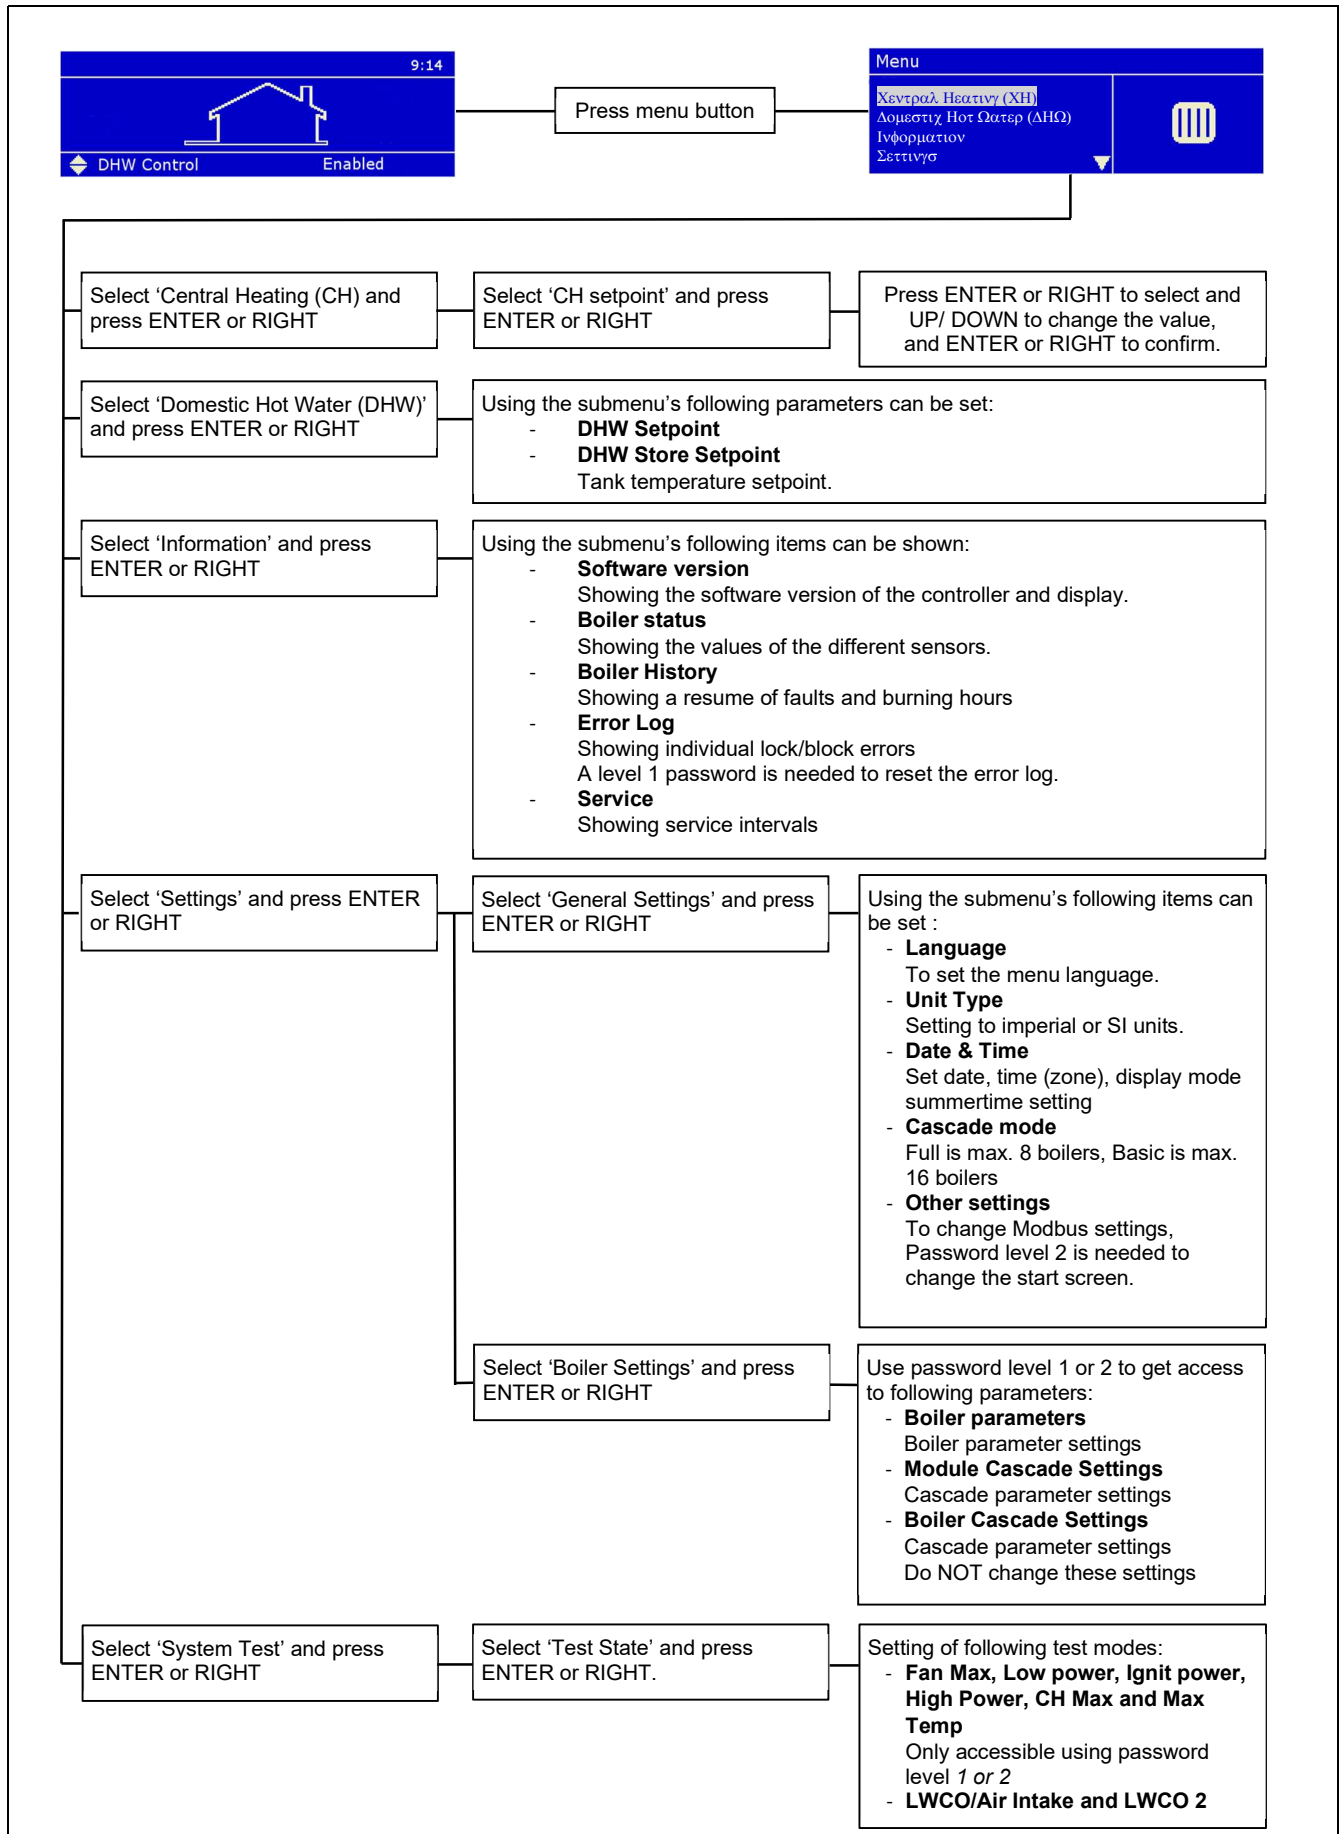 9:14
DHW Control Enabled
Press menu button
Menu
Χεντραλ Ηεατινγ (ΧΗ)
Δομεστιχ Ηοτ Ωατερ (ΔΗΩ)
Ινφορματιον
Σεττινγσ
Select ‘Central Heating (CH) and
press ENTER or RIGHT
Select ‘CH setpoint’ and press
ENTER or RIGHT
Press ENTER or RIGHT to select and
UP/ DOWN to change the value,
and ENTER or RIGHT to confirm.
Select ‘Domestic Hot Water (DHW)’
and press ENTER or RIGHT
Using the submenu’s following parameters can be set:
- DHW Setpoint
- DHW Store Setpoint
Tank temperature setpoint.
Select ‘Information’ and press
ENTER or RIGHT
Using the submenu’s following items can be shown:
- Software version
Showing the software version of the controller and display.
- Boiler status
Showing the values of the different sensors.
- Boiler History
Showing a resume of faults and burning hours
- Error Log
Showing individual lock/block errors
A level 1 password is needed to reset the error log.
- Service
Showing service intervals
Select ‘Settings’ and press ENTER
or RIGHT
Select ‘General Settings’ and press
ENTER or RIGHT
Using the submenu’s following items can
be set :
- Language
To set the menu language.
- Unit Type
Setting to imperial or SI units.
- Date & Time
Set date, time (zone), display mode
summertime setting
- Cascade mode
Full is max. 8 boilers, Basic is max.
16 boilers
- Other settings
To change Modbus settings,
Password level 2 is needed to
change the start screen.
Select ‘Boiler Settings’ and press
ENTER or RIGHT
Use password level 1 or 2 to get access
to following parameters:
- Boiler parameters
Boiler parameter settings
- Module Cascade Settings
Cascade parameter settings
- Boiler Cascade Settings
Cascade parameter settings
Do NOT change these settings
Select ‘System Test’ and press
ENTER or RIGHT
Select ‘Test State’ and press
ENTER or RIGHT.
Setting of following test modes:
- Fan Max, Low power, Ignit power,
High Power, CH Max and Max
Temp
Only accessible using password
level 1 or 2
- LWCO/Air Intake and LWCO 2